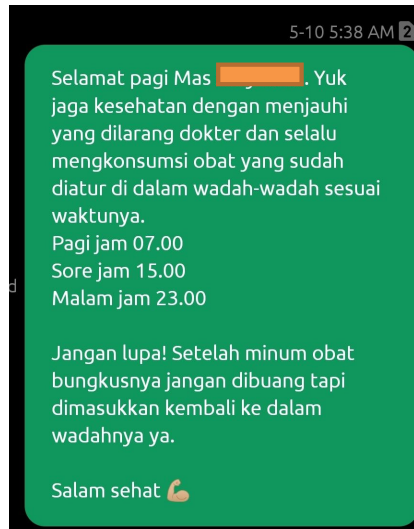 5-10 5:38 AM 2
Selamat pagi Mas . Yuk
jaga kesehatan dengan menjauhi
yang dilarang dokter dan selalu
mengkonsumsi obat yang sudah
diatur di dalam wadah-wadah sesuai
waktunya.
Pagi jam 07.00
Sore jam 15.00
Malam jam 23.00
Jangan lupa! Setelah minum obat
bungkusnya jangan dibuang tapi
dimasukkan kembali ke dalam
wadahnya ya.
Salam sehat 💪🏼